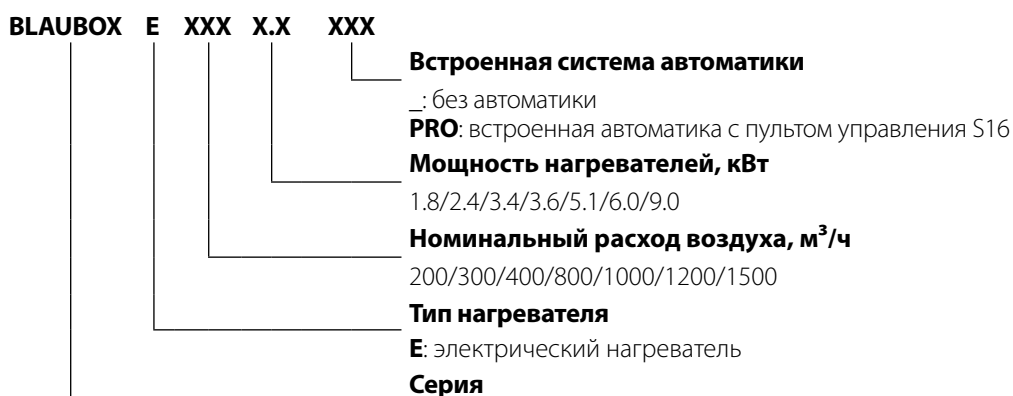 BLAUBOX E XXX X.X XXX
Встроенная система автоматики
_: без автоматики
PRO: встроенная автоматика с пультом управления S16
Мощность нагревателей, кВт
1.8/2.4/3.4/3.6/5.1/6.0/9.0
Номинальный расход воздуха, м³/ч
200/300/400/800/1000/1200/1500
Тип нагревателя
E: электрический нагреватель
Серия